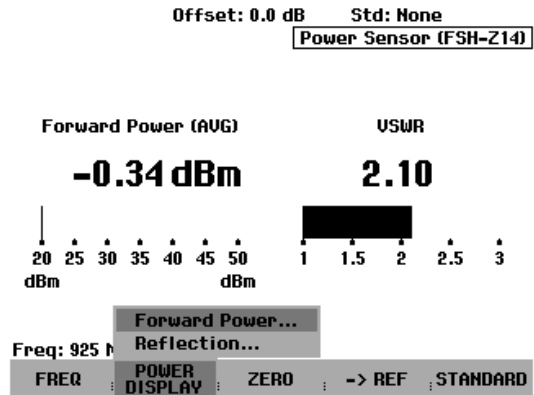 Offset: 0.0 dB Std: None
Power Sensor (FSH-Z14)
Forward Power (AVG) VSWR
-0.34 dBm 2.10
20 25 30 35 40 45 50 1 1.5 2 2.5 3
dBm dBm
Forward Power...
Reflection...
Freq: 925
FREQ POWER DISPLAY ZERO -> REF STANDARD